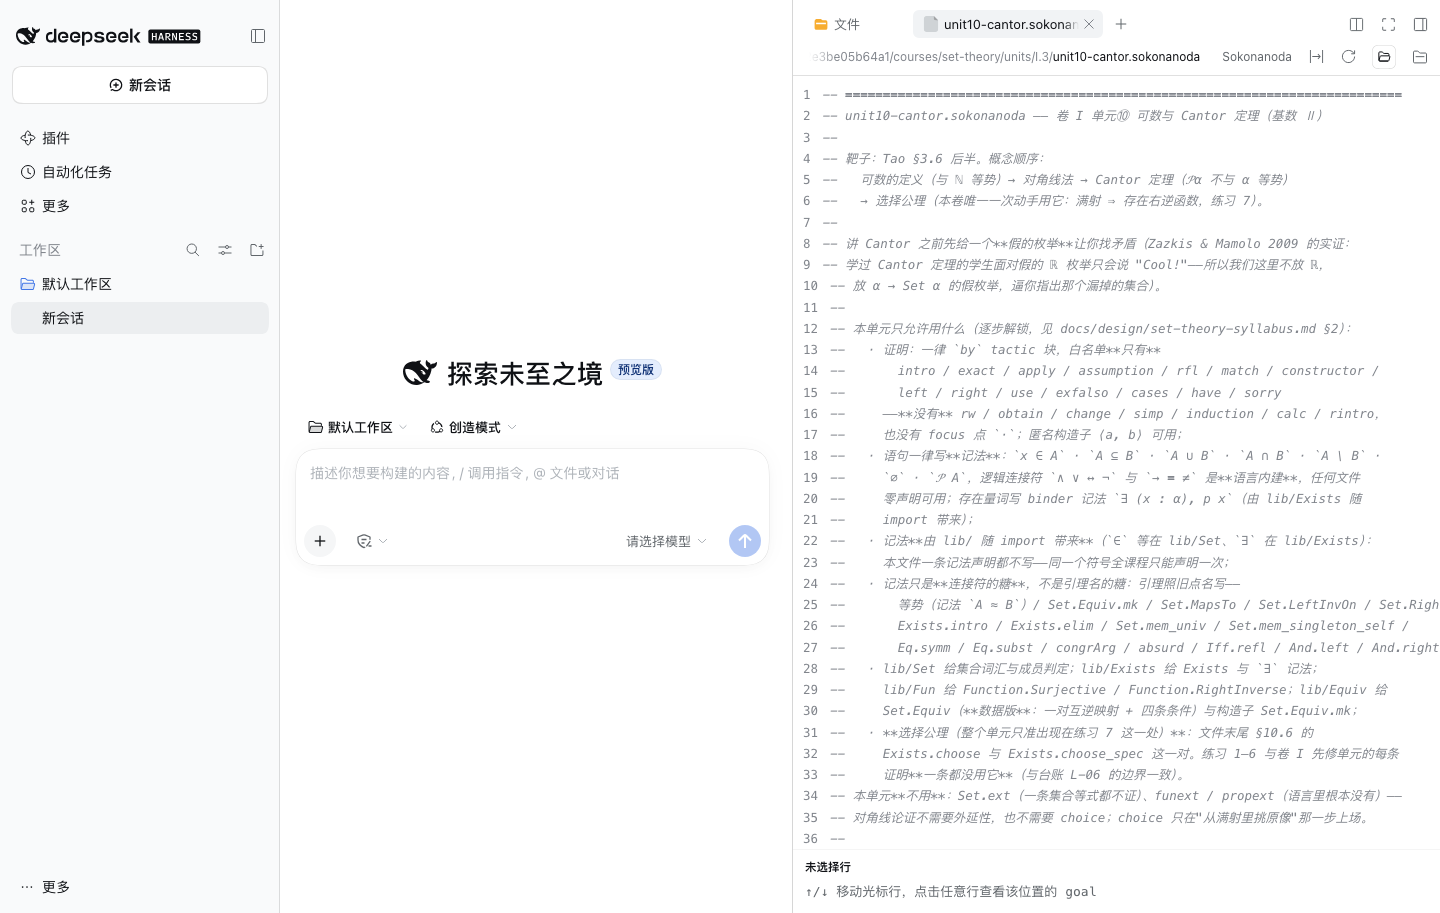 deepseek HARNESS
新会话
插件
自动化任务
更多
工作区
默认工作区
新会话
更多
探索未至之境 预览版
默认工作区 创造模式
描述你想要构建的内容, / 调用指令, @ 文件或对话
请选择模型
文件 unit10-cantor.sokonan
e3be05b64a1/courses/set-theory/units/I.3/unit10-cantor.sokonanoda Sokonanoda
1 -- ==========================================================================
2 -- unit10-cantor.sokonanoda —— 卷 I 单元⑩ 可数与 Cantor 定理（基数 Ⅱ）
3 --
4 -- 靶子：Tao §3.6 后半。概念顺序：
5 --   可数的定义（与 ℕ 等势）→ 对角线法 → Cantor 定理（𝒫α 不与 α 等势）
6 --   → 选择公理（本卷唯一一次动手用它：满射 ⇒ 存在右逆函数，练习 7）。
7 --
8 -- 讲 Cantor 之前先给一个**假的枚举**让你找矛盾（Zazkis & Mamolo 2009 的实证：
9 -- 学过 Cantor 定理的学生面对假的 ℝ 枚举只会说 "Cool!"——所以我们这里不放 ℝ，
10 -- 放 α → Set α 的假枚举，逼你指出那个漏掉的集合）。
11 --
12 -- 本单元只允许用什么（逐步解锁，见 docs/design/set-theory-syllabus.md §2）：
13 --   · 证明：一律 `by` tactic 块，白名单**只有**
14 --       intro / exact / apply / assumption / rfl / match / constructor /
15 --       left / right / use / exfalso / cases / have / sorry
16 --     ——**没有** rw / obtain / change / simp / induction / calc / rintro，
17 --     也没有 focus 点 `·`；匿名构造子 ⟨a, b⟩ 可用；
18 --   · 语句一律写**记法**：`x ∈ A` · `A ⊆ B` · `A ∪ B` · `A ∩ B` · `A \ B` ·
19 --     `∅` · `𝒫 A`，逻辑连接符 `∧ ∨ ↔ ¬` 与 `→ = ≠` 是**语言内建**，任何文件
20 --     零声明可用；存在量词写 binder 记法 `∃ (x : α), p x`（由 lib/Exists 随
21 --     import 带来）；
22 --   · 记法**由 lib/ 随 import 带来**（`∈` 等在 lib/Set、`∃` 在 lib/Exists）：
23 --     本文件一条记法声明都不写——同一个符号全课程只能声明一次；
24 --   · 记法只是**连接符的糖**，不是引理名的糖：引理照旧点名写——
25 --       等势（记法 `A ≈ B`）/ Set.Equiv.mk / Set.MapsTo / Set.LeftInvOn / Set.Righ
26 --       Exists.intro / Exists.elim / Set.mem_univ / Set.mem_singleton_self /
27 --       Eq.symm / Eq.subst / congrArg / absurd / Iff.refl / And.left / And.right
28 --   · lib/Set 给集合词汇与成员判定；lib/Exists 给 Exists 与 `∃` 记法；
29 --     lib/Fun 给 Function.Surjective / Function.RightInverse；lib/Equiv 给
30 --     Set.Equiv（**数据版**：一对互逆映射 + 四条条件）与构造子 Set.Equiv.mk；
31 --   · **选择公理（整个单元只准出现在练习 7 这一处）**：文件末尾 §10.6 的
32 --     Exists.choose 与 Exists.choose_spec 这一对。练习 1—6 与卷 I 先修单元的每条
33 --     证明**一条都没用它**（与台账 L-06 的边界一致）。
34 -- 本单元**不用**：Set.ext（一条集合等式都不证）、funext / propext（语言里根本没有）——
35 -- 对角线论证不需要外延性，也不需要 choice；choice 只在"从满射里挑原像"那一步上场。
36 --
未选择行
↑/↓ 移动光标行，点击任意行查看该位置的 goal